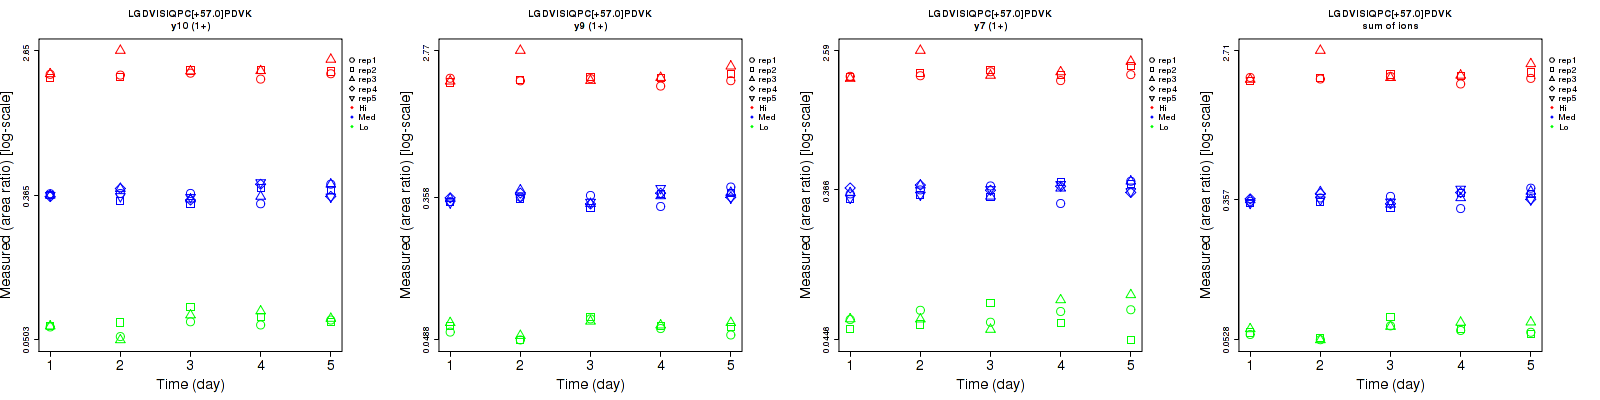 LGDVISIQPC[+57.0]PDVK
y10 (1+)
Measured (area ratio) [log-scale]
2.65
0.365
0.0503
1 2 3 4 5
Time (day)
rep1
rep2
rep3
rep4
rep5
Hi
Med
Lo
LGDVISIQPC[+57.0]PDVK
y9 (1+)
Measured (area ratio) [log-scale]
2.77
0.358
0.0488
1 2 3 4 5
Time (day)
rep1
rep2
rep3
rep4
rep5
Hi
Med
Lo
LGDVISIQPC[+57.0]PDVK
y7 (1+)
Measured (area ratio) [log-scale]
2.59
0.366
0.0446
1 2 3 4 5
Time (day)
rep1
rep2
rep3
rep4
rep5
Hi
Med
Lo
LGDVISIQPC[+57.0]PDVK
sum of ions
Measured (area ratio) [log-scale]
2.71
0.357
0.0528
1 2 3 4 5
Time (day)
rep1
rep2
rep3
rep4
rep5
Hi
Med
Lo